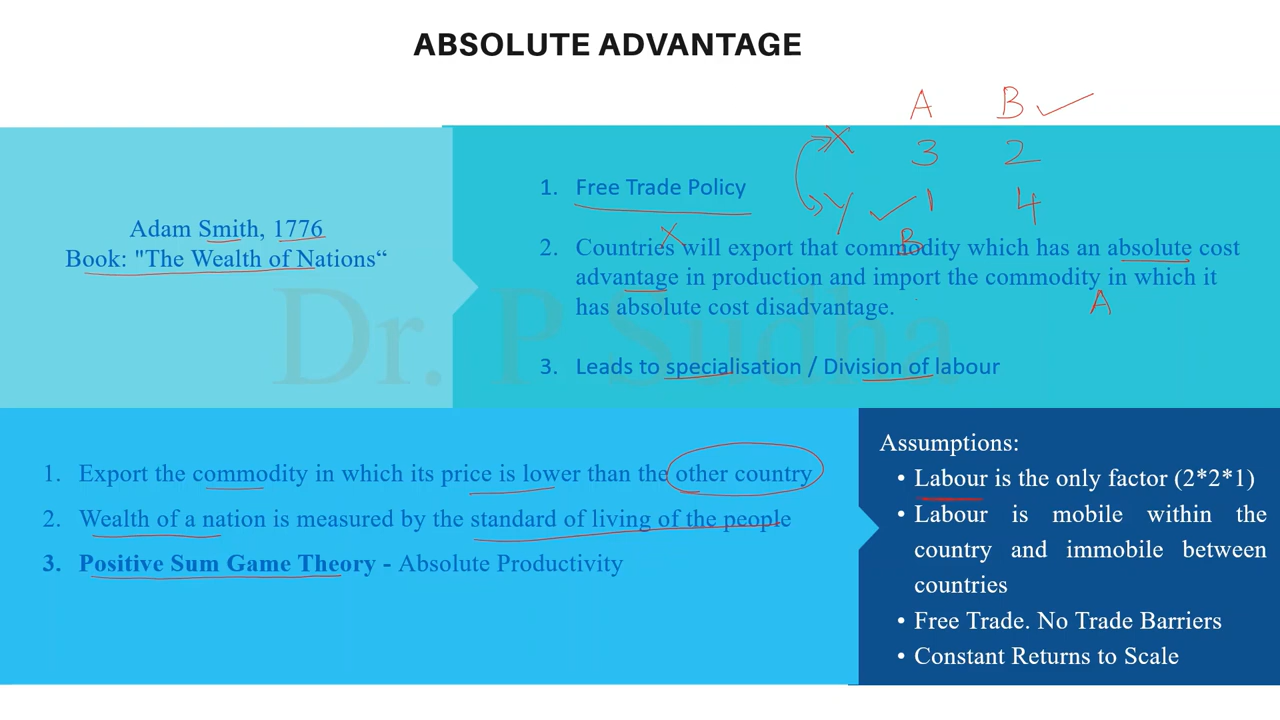 ABSOLUTE ADVANTAGE
A B
X 3 2
Y 1 4
Adam Smith, 1776
Book: "The Wealth of Nations“
1. Free Trade Policy
X B
2. Countries will export that commodity which has an absolute cost
advantage in production and import the commodity in which it
has absolute cost disadvantage.
A
3. Leads to specialisation / Division of labour
Dr. P Sudha
1. Export the commodity in which its price is lower than the other country
2. Wealth of a nation is measured by the standard of living of the people
3. Positive Sum Game Theory - Absolute Productivity
Assumptions:
• Labour is the only factor (2*2*1)
• Labour is mobile within the
country and immobile between
countries
• Free Trade. No Trade Barriers
• Constant Returns to Scale